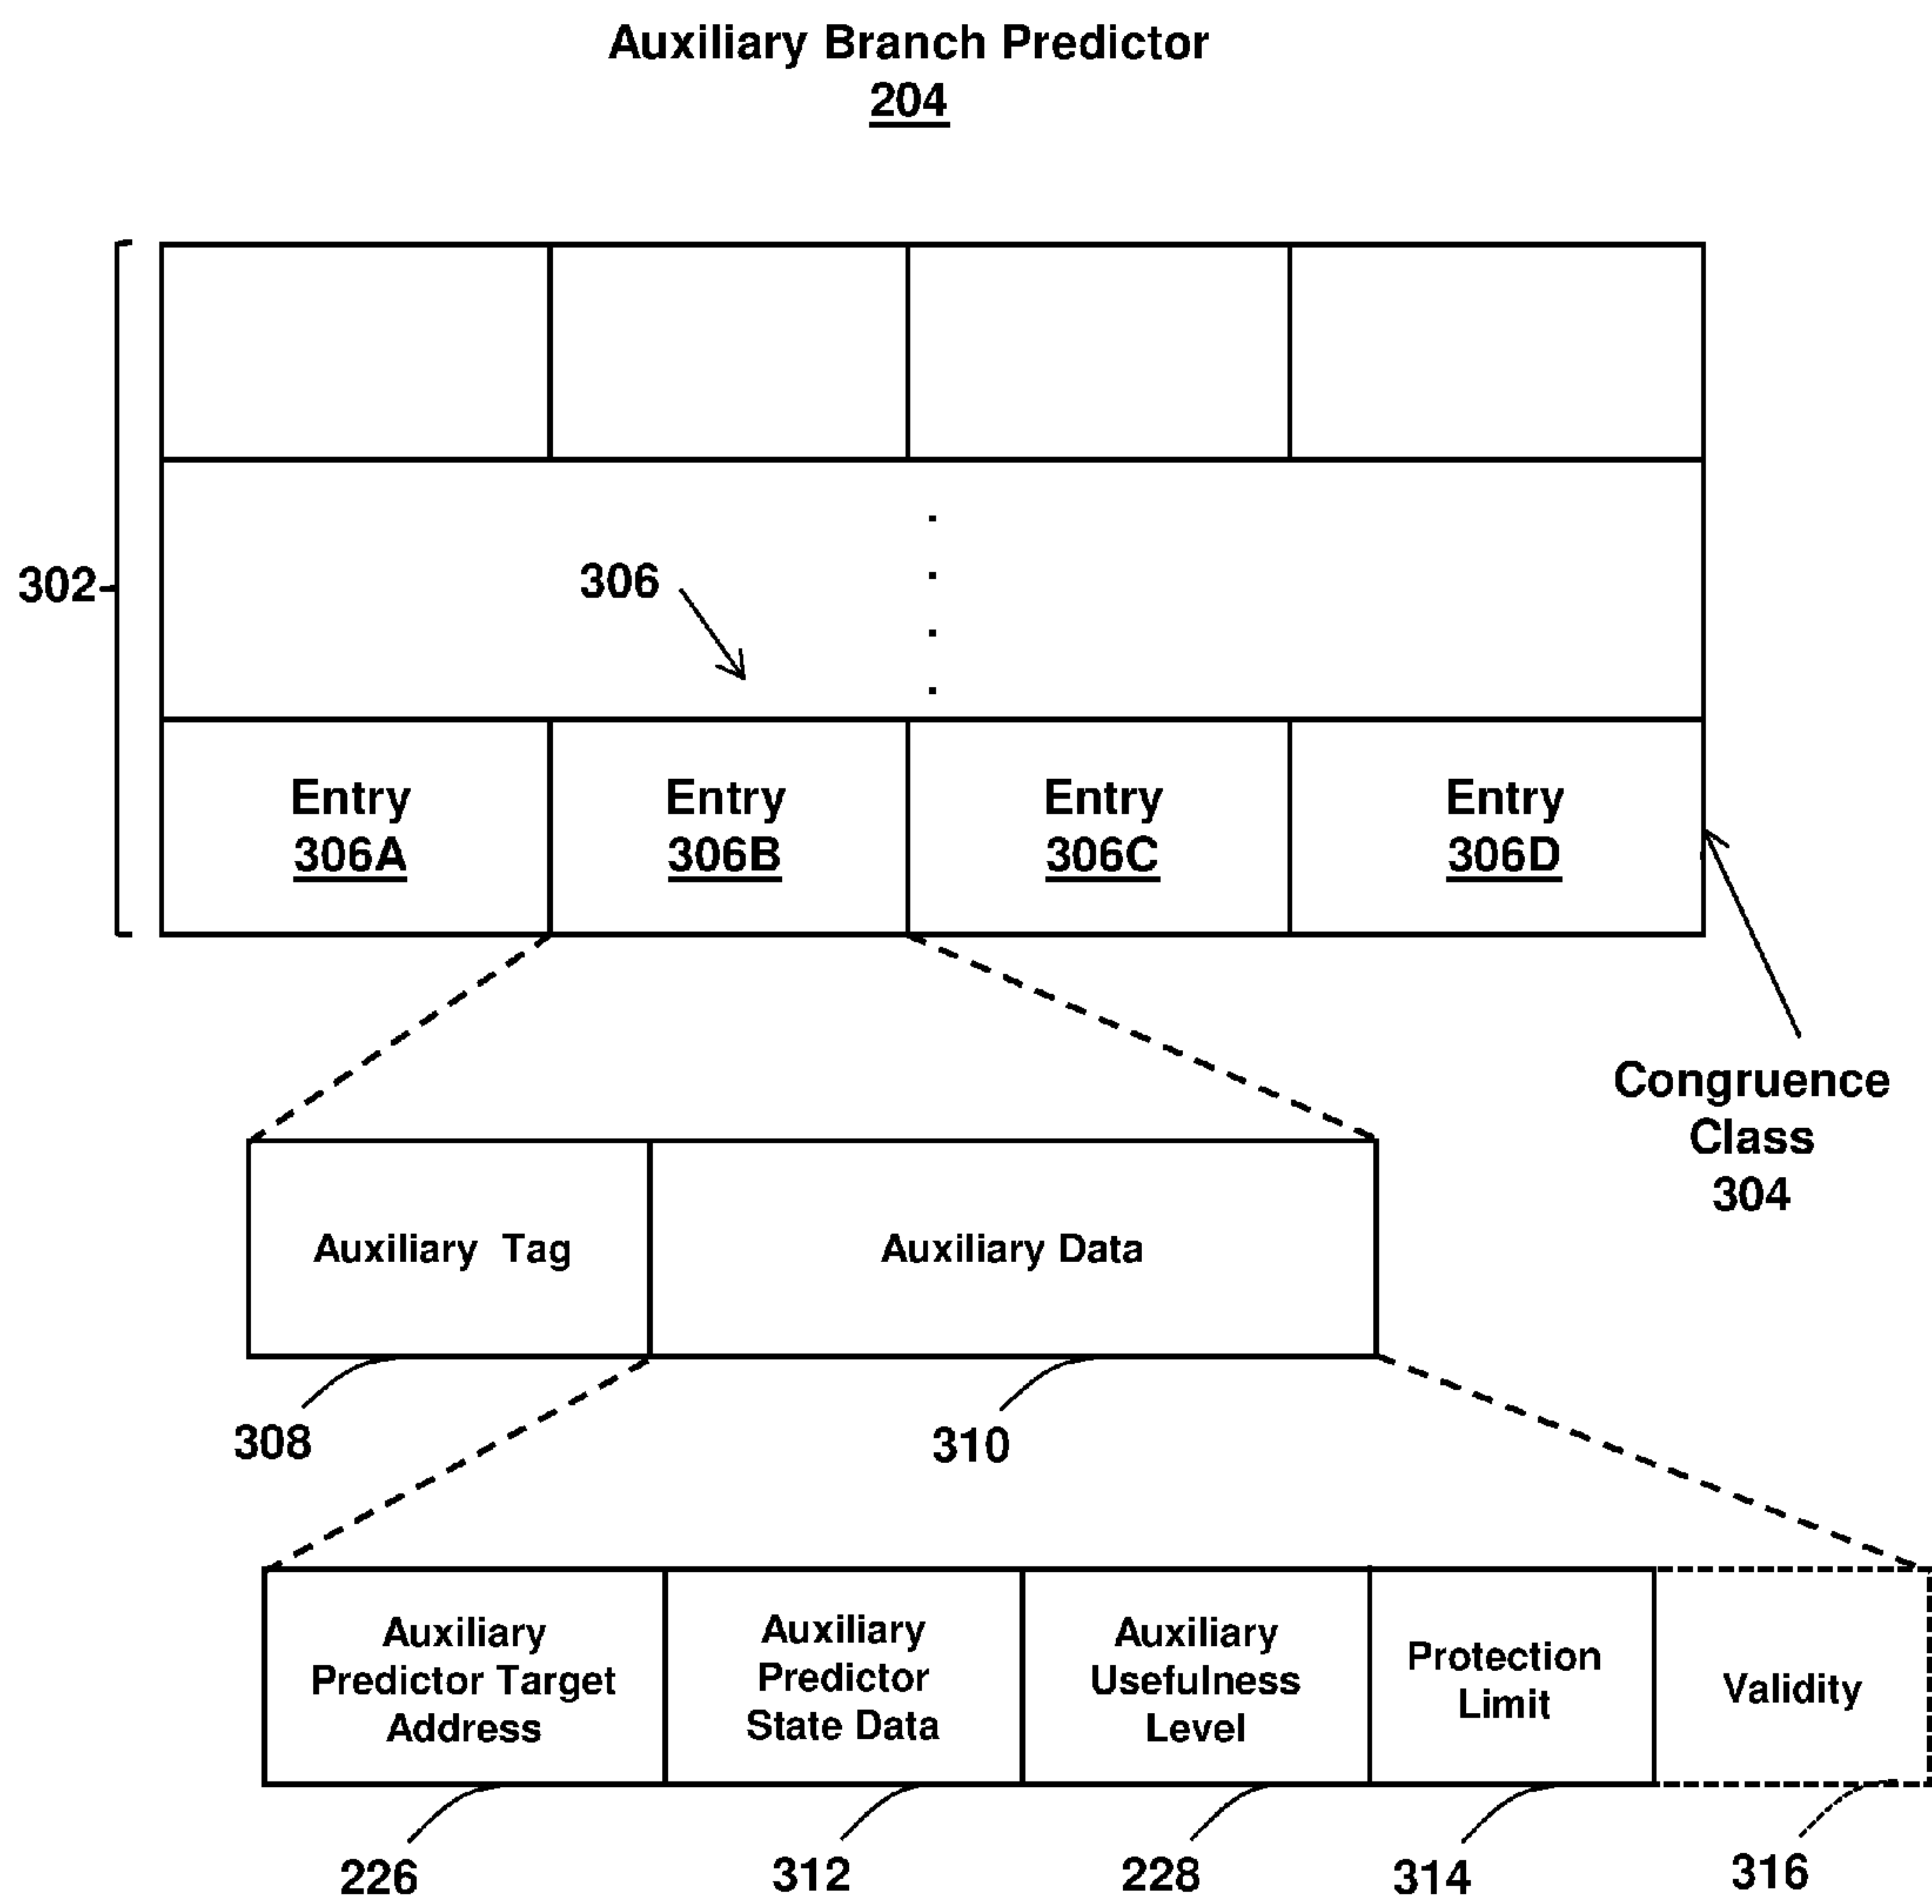 Auxiliary Branch Predictor
204
302
306
Entry
306A
Entry
306B
Entry
306C
Entry
306D
Congruence
Class
304
Auxiliary Tag
Auxiliary Data
308
310
Auxiliary
Predictor Target
Address
Auxiliary
Predictor
State Data
Auxiliary
Usefulness
Level
Protection
Limit
Validity
226
312
228
314
316